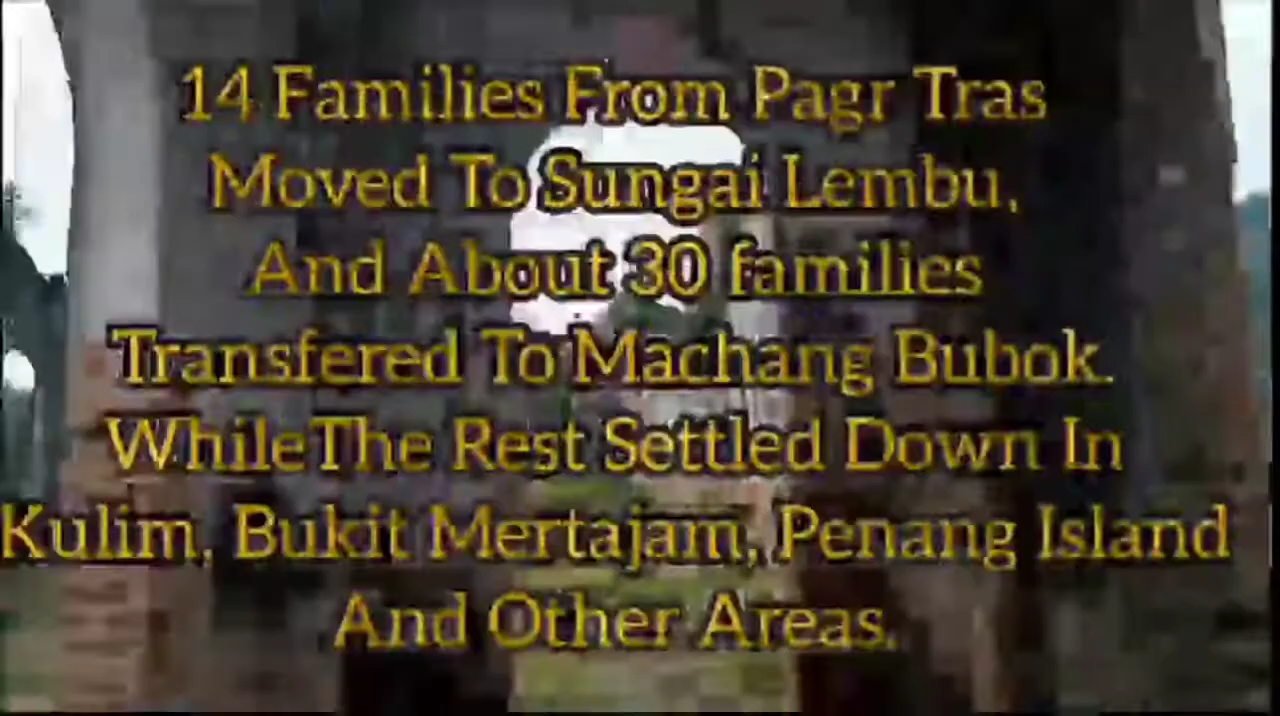 14 Families From Pagr Tras
Moved To Sungai Lembu,
And About 30 families
Transfered To Machang Bubok.
WhileThe Rest Settled Down In
Kulim, Bukit Mertajam, Penang Island
And Other Areas.